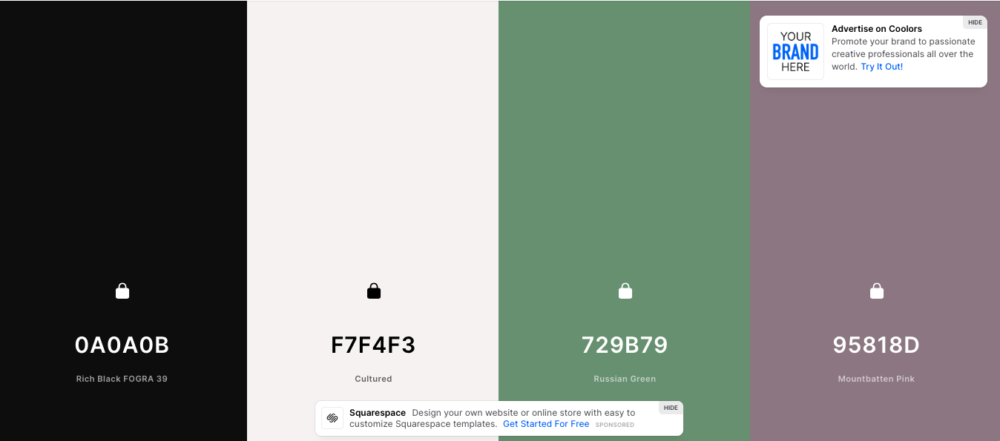 HIDE
YOUR
BRAND
HERE
Advertise on Coolors
Promote your brand to passionate
creative professionals all over the
world. Try It Out!
0A0A0B
F7F4F3
729B79
95818D
Rich Black FOGRA 39
Cultured
Russian Green
Mountbatten Pink
HIDE
Squarespace Design your own website or online store with easy to
customize Squarespace templates. Get Started For Free SPONSORED